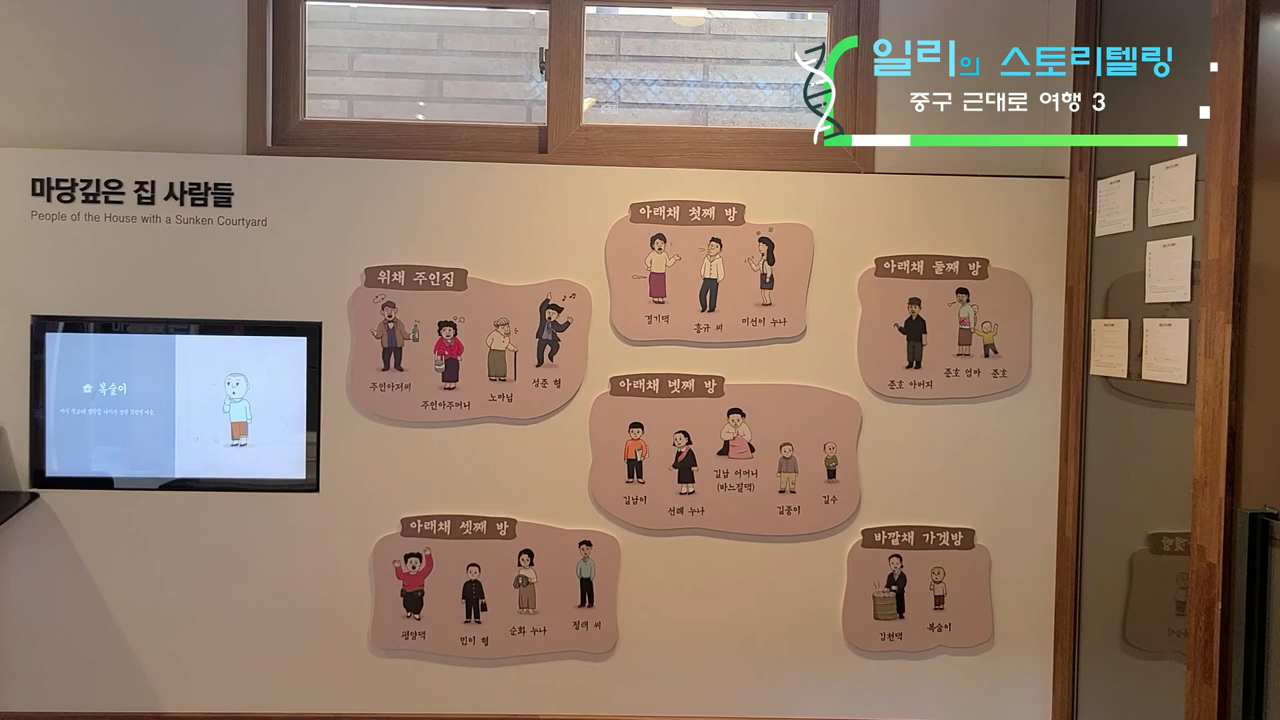 일리의 스토리텔링
중구 근대로 여행 3
마당깊은 집 사람들
People of the House with a Sunken Courtyard
위채 주인집
주인아저씨
주인아주머니
노마님
성준 형
아래채 첫째 방
경기댁
흥규 씨
미선이 누나
아래채 둘째 방
준호 아버지
준호 엄마
준호
아래채 넷째 방
길남이
선례 누나
길남 어머니
(바느질댁)
길중이
길수
아래채 셋째 방
평양댁
민이 형
순화 누나
정태 씨
바깥채 가겟방
김천댁
복술이
복술이